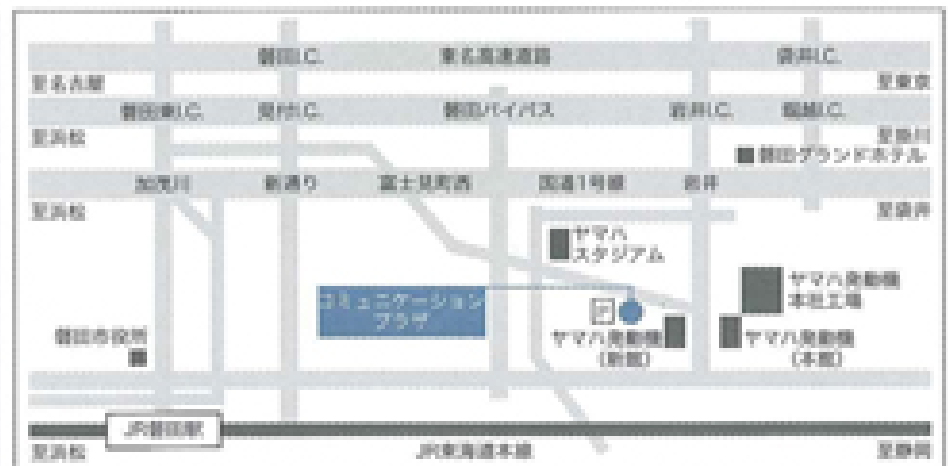 磐田I.C. 東名高速道路 袋井I.C.
至名古屋 至東京
磐田東I.C. 見付I.C. 磐田バイパス 岩井I.C. 堀越I.C.
至浜松 至掛川
磐田グランドホテル
加茂川 新通り 富士見町西 国道1号線 岩井
至浜松 至袋井
ヤマハ
スタジアム
コミュニケーション
プラザ
P
ヤマハ発動機
本社工場
磐田市役所
ヤマハ発動機
(新館)
ヤマハ発動機
(本館)
JR磐田駅
至浜松 JR東海道本線 至静岡